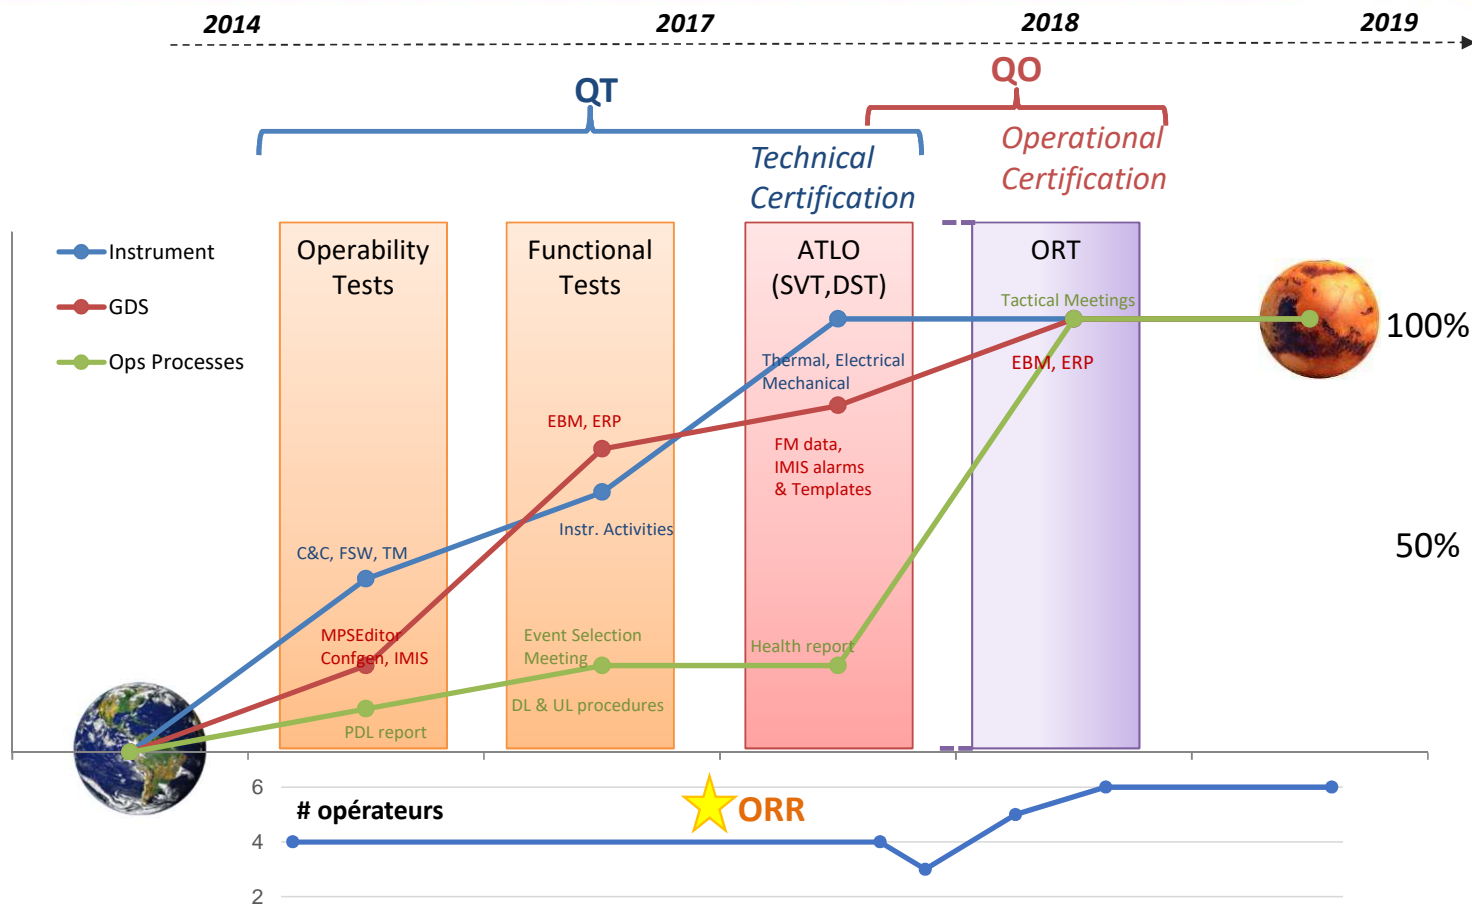 2014
2017
2018
2019
QT
QO
Technical
Certification
Operational
Certification
Instrument
GDS
Ops Processes
Operability
Tests
Functional
Tests
ATLO
(SVT,DST)
ORT
Tactical Meetings
100%
Thermal, Electrical
Mechanical
EBM, ERP
EBM, ERP
FM data,
IMIS alarms
& Templates
Instr. Activities
50%
C&C, FSW, TM
MPSEditor
Confgen, IMIS
Event Selection
Meeting
Health report
DL & UL procedures
PDL report
6
# opérateurs
ORR
4
2